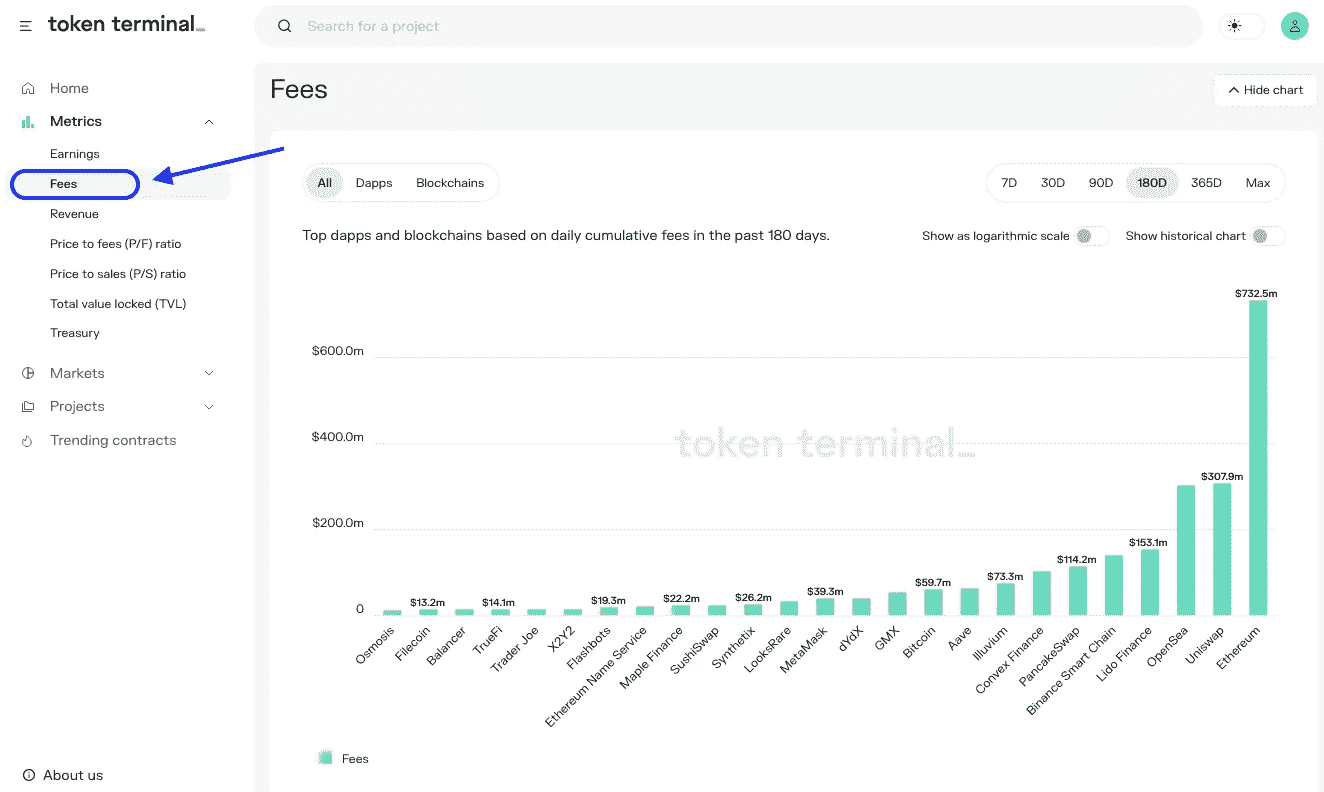 token terminal_
Search for a project
Home
Metrics
Earnings
Fees
Revenue
Price to fees (P/F) ratio
Price to sales (P/S) ratio
Total value locked (TVL)
Treasury
Markets
Projects
Trending contracts
About us
Fees
Hide chart
All Dapps Blockchains
7D 30D 90D 180D 365D Max
Top dapps and blockchains based on daily cumulative fees in the past 180 days.
Show as logarithmic scale
Show historical chart
$600.0m
$400.0m
$200.0m
0
token terminal_
$13.2m
$14.1m
$19.3m
$22.2m
$26.2m
$39.3m
$59.7m
$73.3m
$114.2m
$153.1m
$307.9m
$732.5m
Osmosis
Filecoin
Balancer
TrueFi
Trader Joe
X2Y2
Flashbots
Ethereum Name Service
Maple Finance
SushiSwap
Synthetix
LooksRare
MetaMask
dYdX
GMX
Bitcoin
Aave
Illuvium
Convex Finance
PancakeSwap
Binance Smart Chain
Lido Finance
OpenSea
Uniswap
Ethereum
Fees